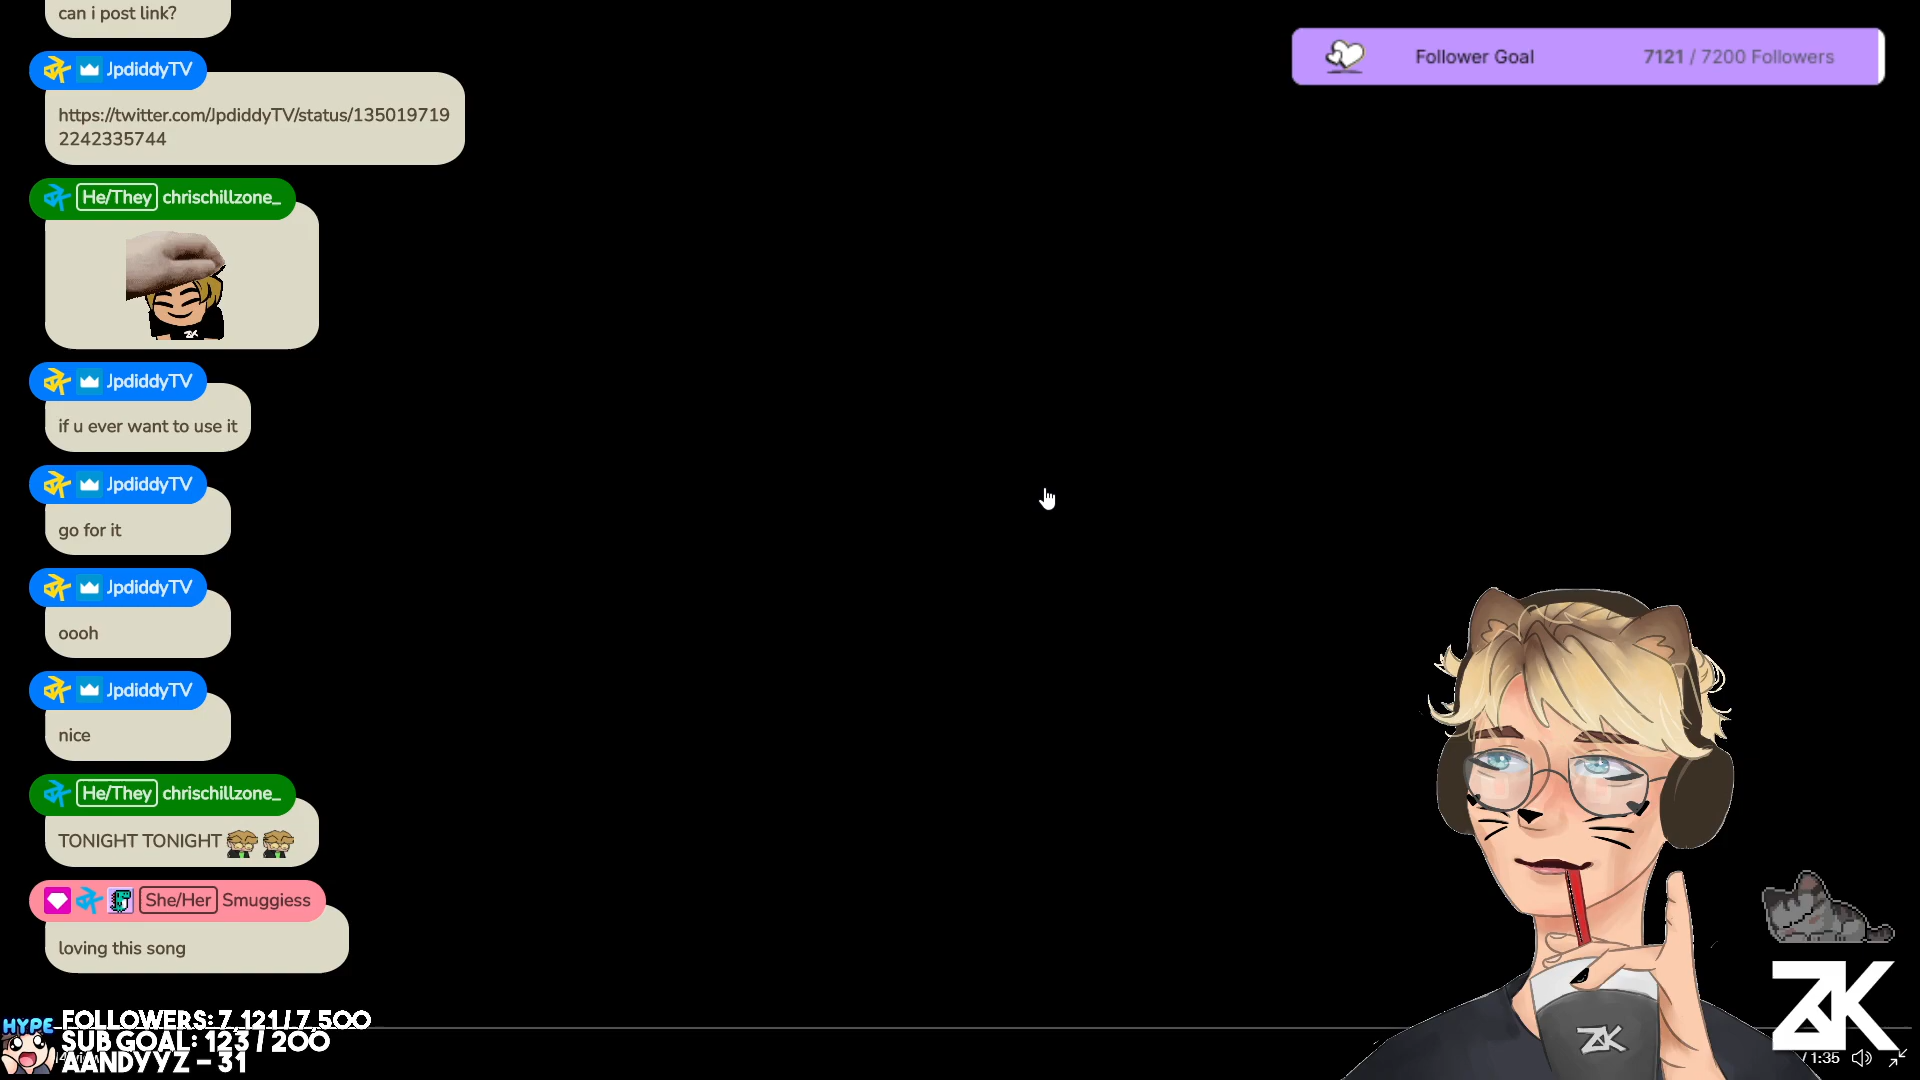 can i post link?
JpdiddyTV
https://twitter.com/JpdiddyTV/status/135019719
2242335744
He/They chrischillzone_
ZK
JpdiddyTV
if u ever want to use it
JpdiddyTV
go for it
JpdiddyTV
oooh
JpdiddyTV
nice
He/They chrischillzone_
TONIGHT TONIGHT
She/Her Smuggiess
loving this song
HYPE
FOLLOWERS: 7,121 / 7,500
SUB GOAL: 123 / 200
AANDYYZ - 31
Follower Goal 7121 / 7200 Followers
ZK
ZK
/ 1:35